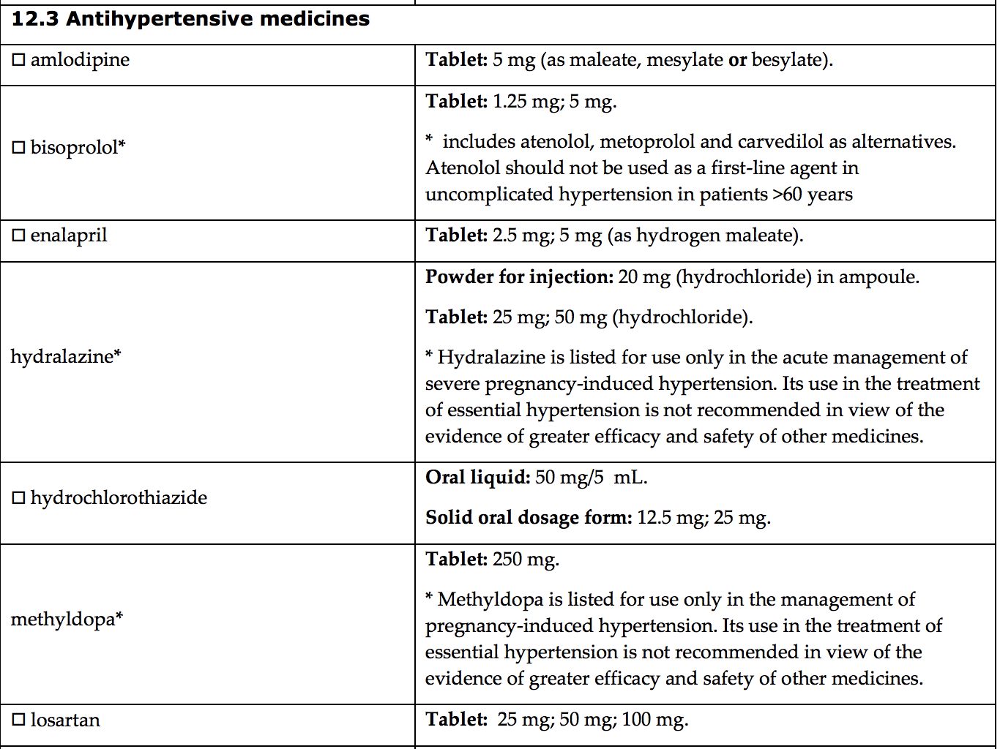 12.3 Antihypertensive medicines
□ amlodipine
Tablet: 5 mg (as maleate, mesylate or besylate).
□ bisoprolol*
Tablet: 1.25 mg; 5 mg.
*  includes atenolol, metoprolol and carvedilol as alternatives.
Atenolol should not be used as a first-line agent in
uncomplicated hypertension in patients >60 years
□ enalapril
Tablet: 2.5 mg; 5 mg (as hydrogen maleate).
hydralazine*
Powder for injection: 20 mg (hydrochloride) in ampoule.
Tablet: 25 mg; 50 mg (hydrochloride).
* Hydralazine is listed for use only in the acute management of
severe pregnancy-induced hypertension. Its use in the treatment
of essential hypertension is not recommended in view of the
evidence of greater efficacy and safety of other medicines.
□ hydrochlorothiazide
Oral liquid: 50 mg/5  mL.
Solid oral dosage form: 12.5 mg; 25 mg.
methyldopa*
Tablet: 250 mg.
* Methyldopa is listed for use only in the management of
pregnancy-induced hypertension. Its use in the treatment of
essential hypertension is not recommended in view of the
evidence of greater efficacy and safety of other medicines.
□ losartan
Tablet:  25 mg; 50 mg; 100 mg.